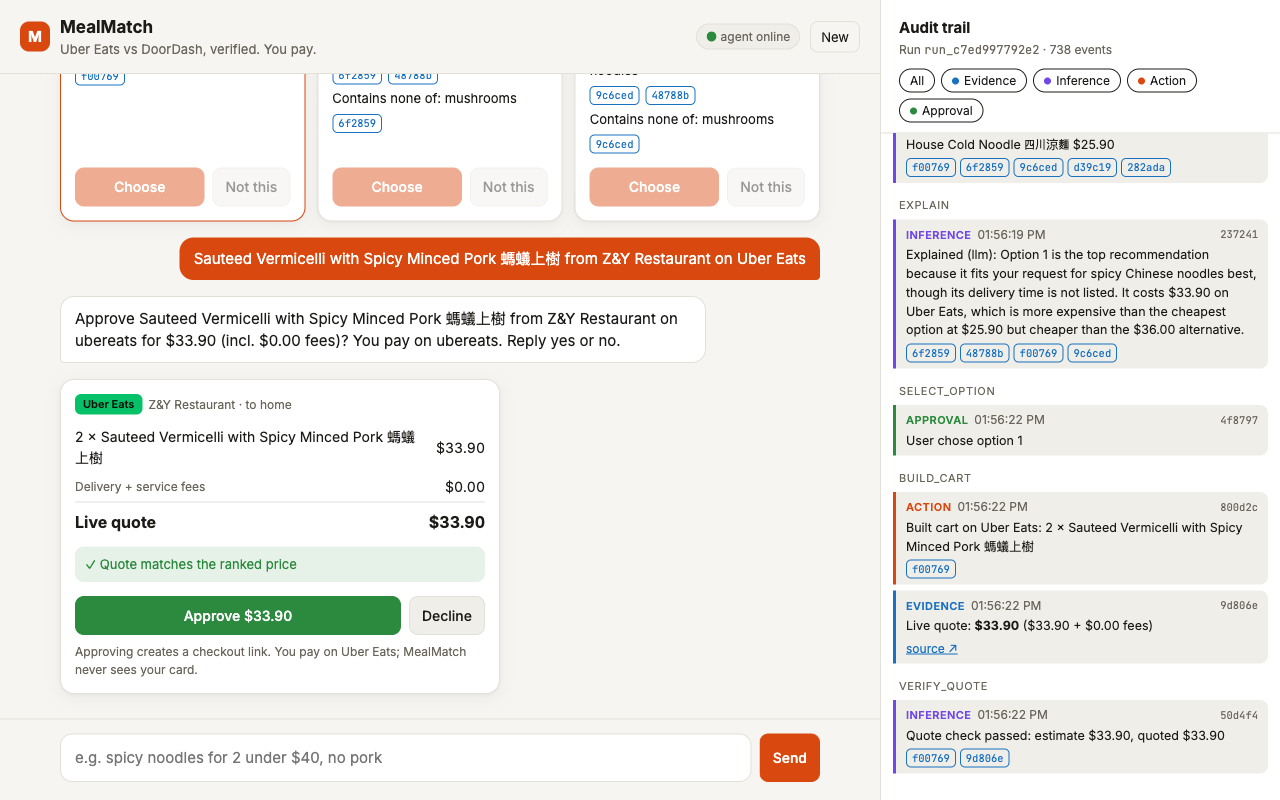 M
MealMatch
Uber Eats vs DoorDash, verified. You pay.
agent online
New
f00769
6f2859 48788b
Contains none of: mushrooms
6f2859
noodles
9c6ced 48788b
Contains none of: mushrooms
9c6ced
Choose Not this
Choose Not this
Choose Not this
Sauteed Vermicelli with Spicy Minced Pork 螞蟻上樹 from Z&Y Restaurant on Uber Eats
Approve Sauteed Vermicelli with Spicy Minced Pork 螞蟻上樹 from Z&Y Restaurant on
ubereats for $33.90 (incl. $0.00 fees)? You pay on ubereats. Reply yes or no.
Uber Eats Z&Y Restaurant · to home
2 × Sauteed Vermicelli with Spicy Minced Pork 螞蟻
上樹
$33.90
Delivery + service fees $0.00
Live quote $33.90
✓ Quote matches the ranked price
Approve $33.90 Decline
Approving creates a checkout link. You pay on Uber Eats; MealMatch
never sees your card.
e.g. spicy noodles for 2 under $40, no pork
Send
Audit trail
Run run_c7ed997792e2 · 738 events
All Evidence Inference Action
Approval
House Cold Noodle 四川涼麵 $25.90
f00769 6f2859 9c6ced d39c19 282ada
EXPLAIN
INFERENCE 01:56:19 PM 237241
Explained (llm): Option 1 is the top recommendation
because it fits your request for spicy Chinese noodles best,
though its delivery time is not listed. It costs $33.90 on
Uber Eats, which is more expensive than the cheapest
option at $25.90 but cheaper than the $36.00 alternative.
6f2859 48788b f00769 9c6ced
SELECT_OPTION
APPROVAL 01:56:22 PM 4f8797
User chose option 1
BUILD_CART
ACTION 01:56:22 PM 800d2c
Built cart on Uber Eats: 2 × Sauteed Vermicelli with Spicy
Minced Pork 螞蟻上樹
f00769
EVIDENCE 01:56:22 PM 9d806e
Live quote: $33.90 ($33.90 + $0.00 fees)
source ↗
VERIFY_QUOTE
INFERENCE 01:56:22 PM 50d4f4
Quote check passed: estimate $33.90, quoted $33.90
f00769 9d806e